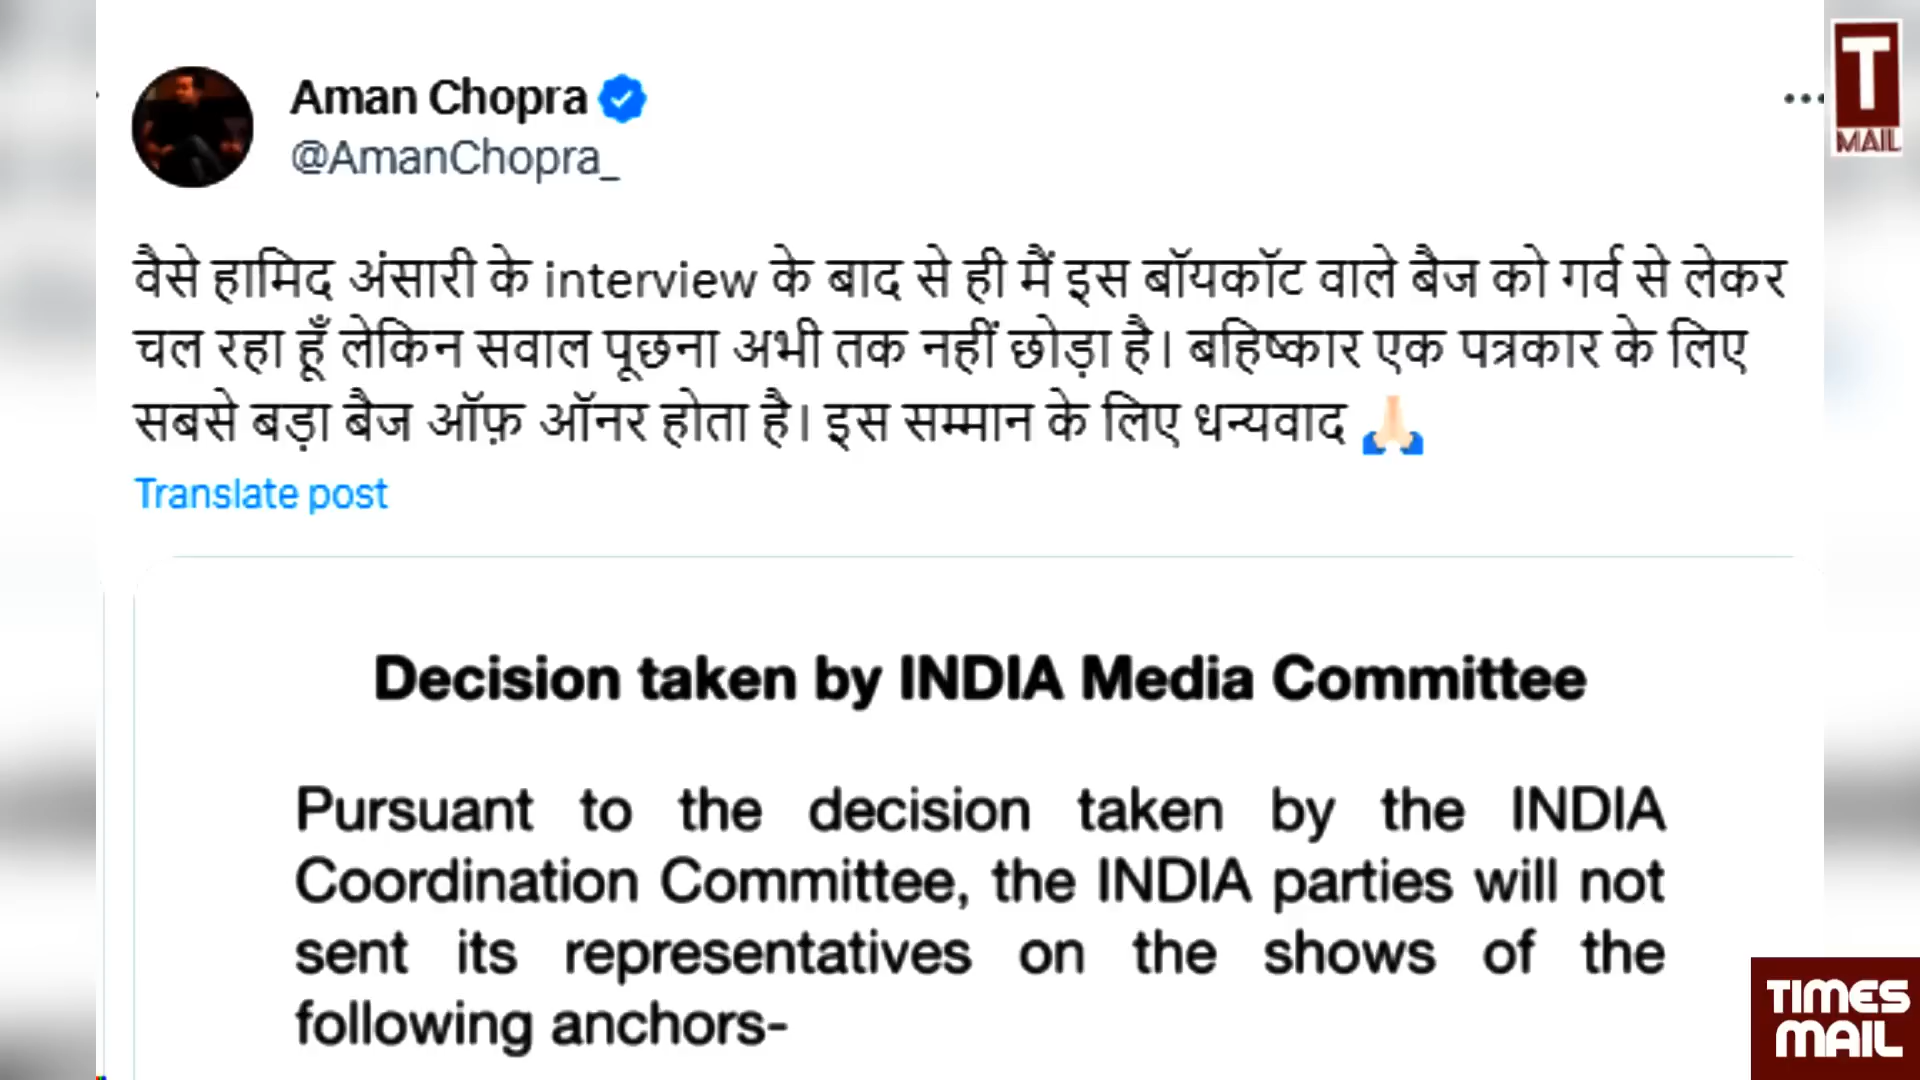 Aman Chopra
@AmanChopra_
T
MAIL
वैसे हामिद अंसारी के interview के बाद से ही मैं इस बॉयकॉट वाले बैज को गर्व से लेकर
चल रहा हूँ लेकिन सवाल पूछना अभी तक नहीं छोड़ा है। बहिष्कार एक पत्रकार के लिए
सबसे बड़ा बैज ऑफ़ ऑनर होता है। इस सम्मान के लिए धन्यवाद 🙏🏻
Translate post
Decision taken by INDIA Media Committee
Pursuant to the decision taken by the INDIA
Coordination Committee, the INDIA parties will not
sent its representatives on the shows of the
following anchors-
TIMES
MAIL